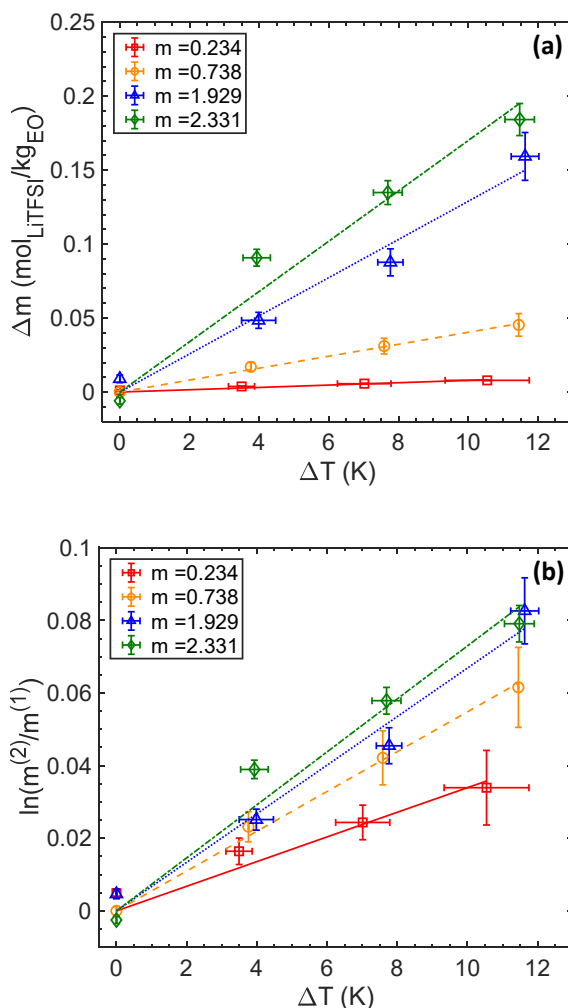 (a)
m =0.234
m =0.738
m =1.929
m =2.331
Δm (mol_LiTFSI/kg_EO)
0.25
0.2
0.15
0.1
0.05
0
0 2 4 6 8 10 12
ΔT (K)
(b)
m =0.234
m =0.738
m =1.929
m =2.331
ln(m^(2)/m^(1))
0.1
0.08
0.06
0.04
0.02
0
0 2 4 6 8 10 12
ΔT (K)